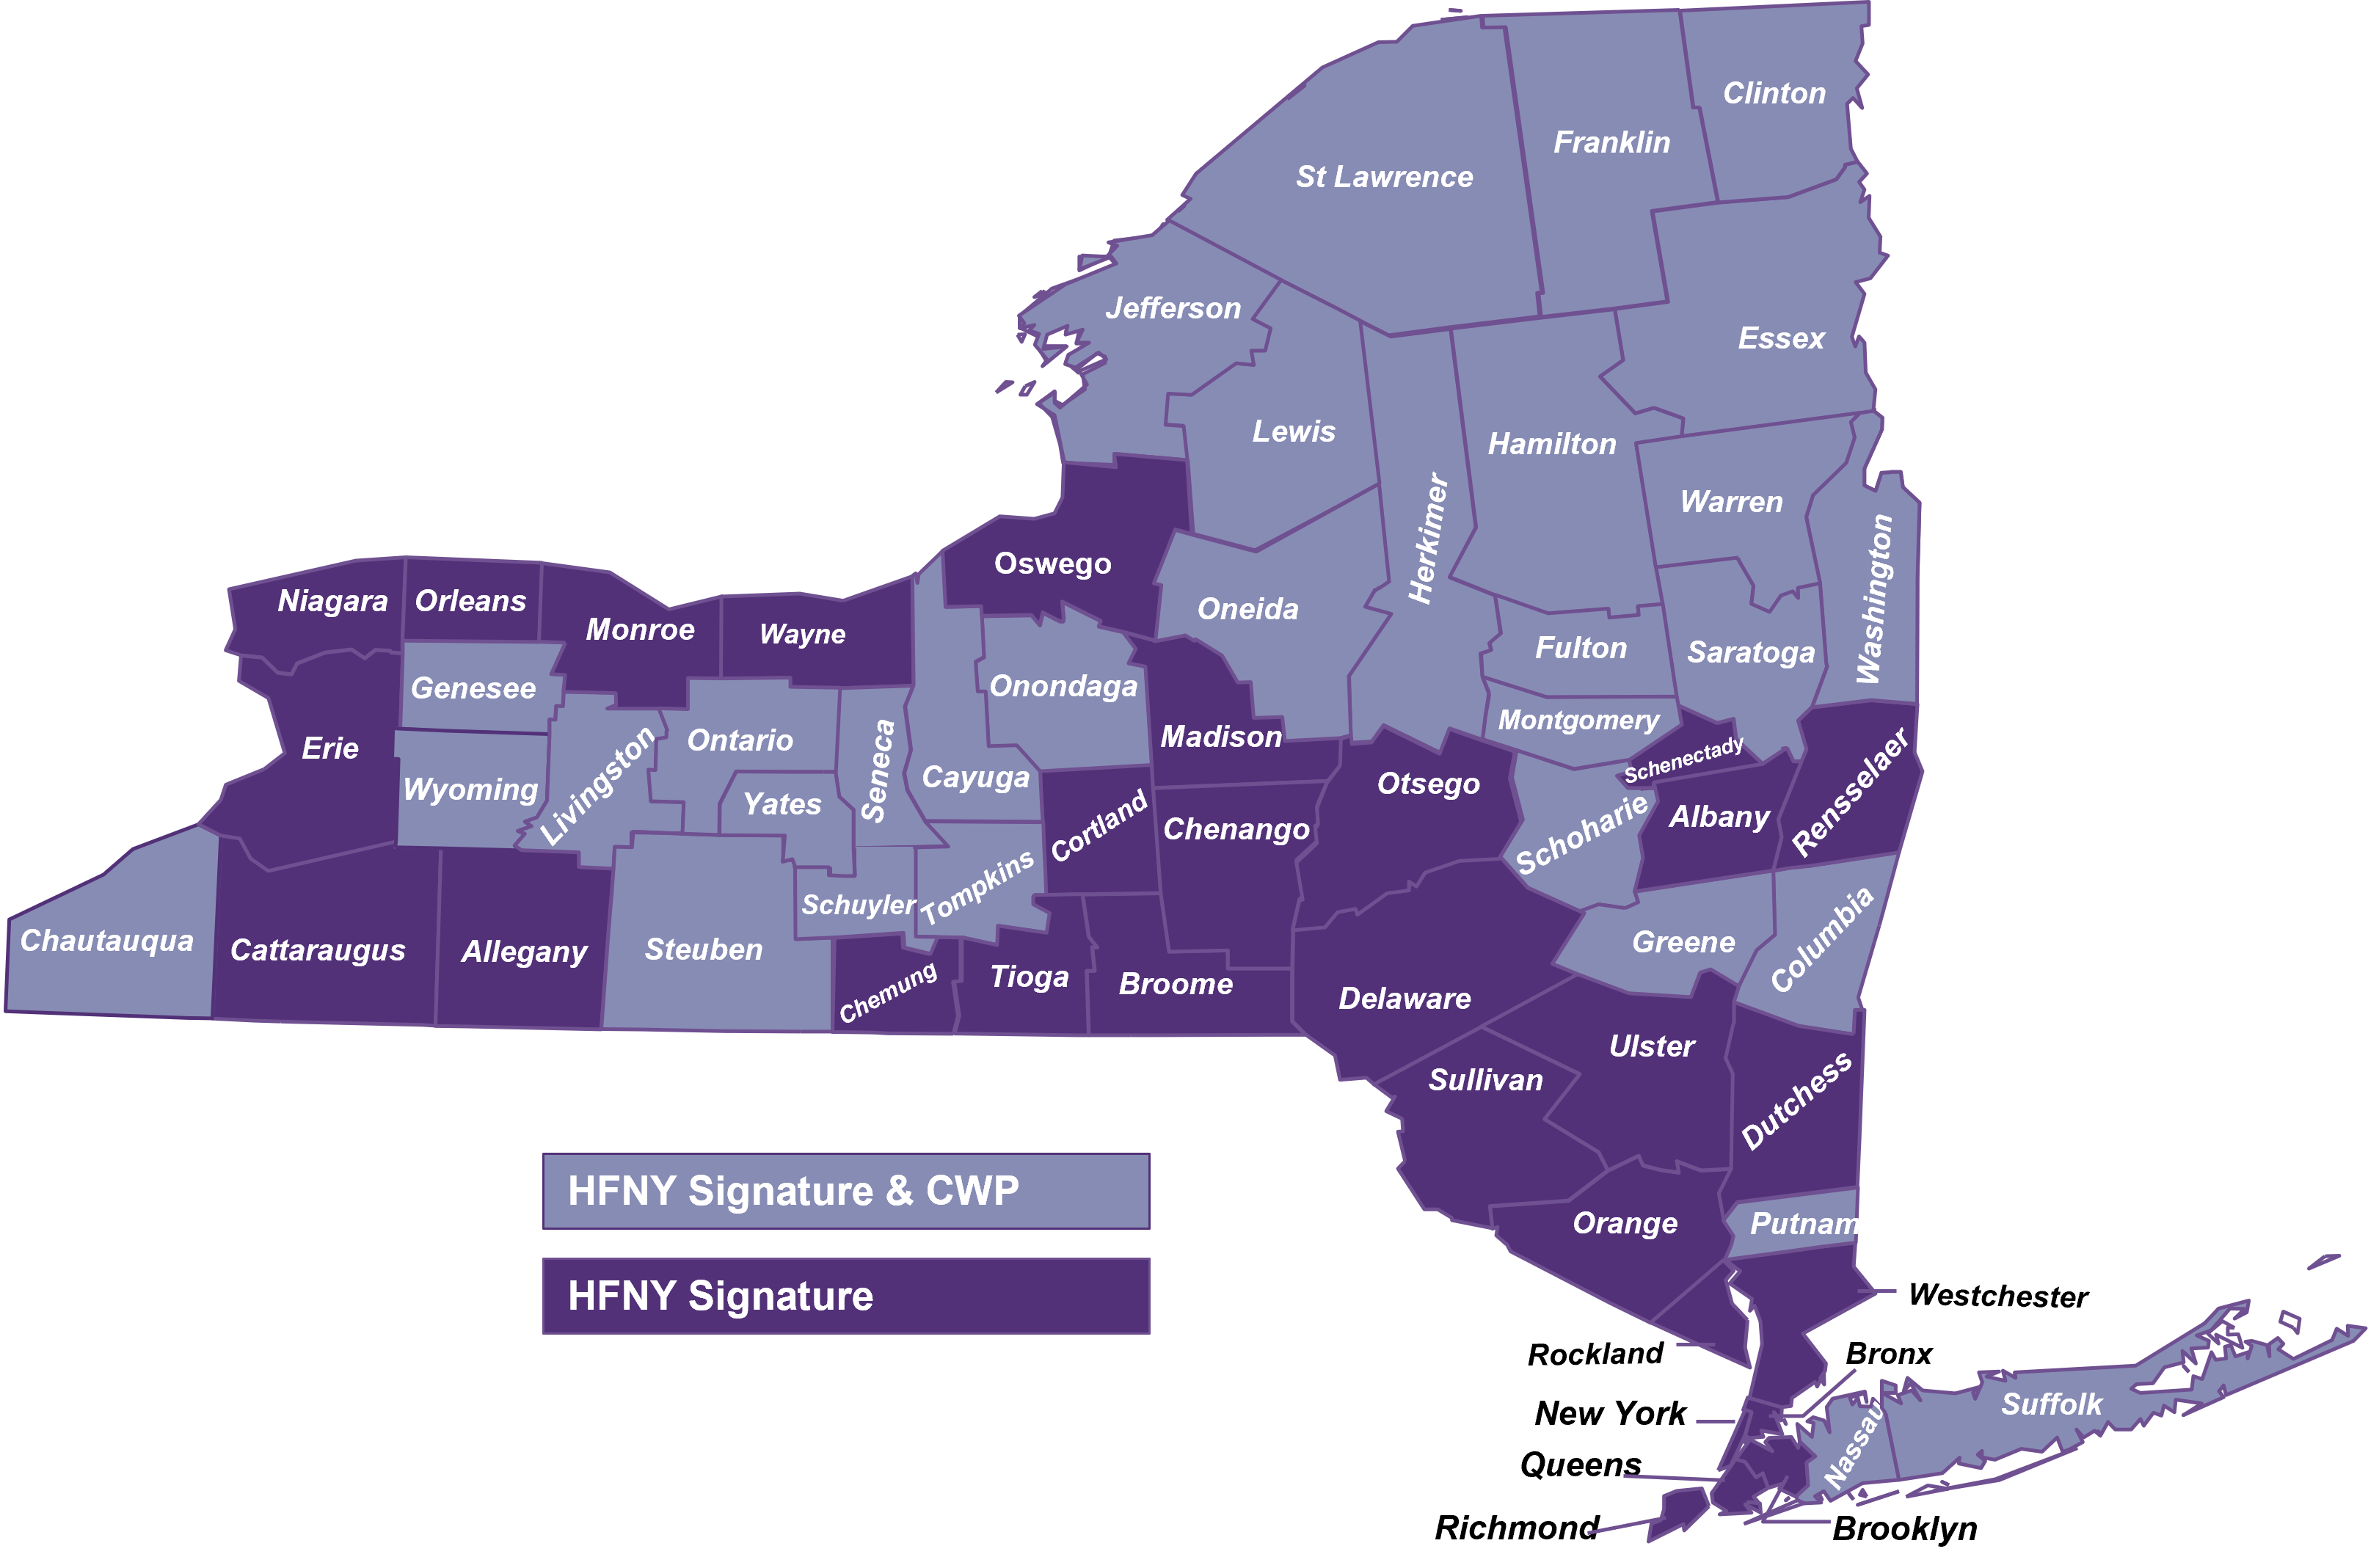 Clinton
Franklin
St Lawrence
Jefferson
Essex
Lewis
Hamilton
Herkimer
Warren
Washington
Oswego
Oneida
Niagara
Orleans
Monroe
Wayne
Fulton
Saratoga
Genesee
Onondaga
Montgomery
Madison
Ontario
Seneca
Erie
Livingston
Schenectady
Rensselaer
Wyoming
Yates
Cayuga
Otsego
Cortland
Chenango
Schoharie
Albany
Tompkins
Schuyler
Chautauqua
Cattaraugus
Allegany
Steuben
Chemung
Tioga
Broome
Delaware
Greene
Columbia
Ulster
Sullivan
Dutchess
HFNY Signature & CWP
HFNY Signature
Orange
Putnam
Westchester
Rockland
Bronx
New York
Suffolk
Nassau
Queens
Richmond
Brooklyn